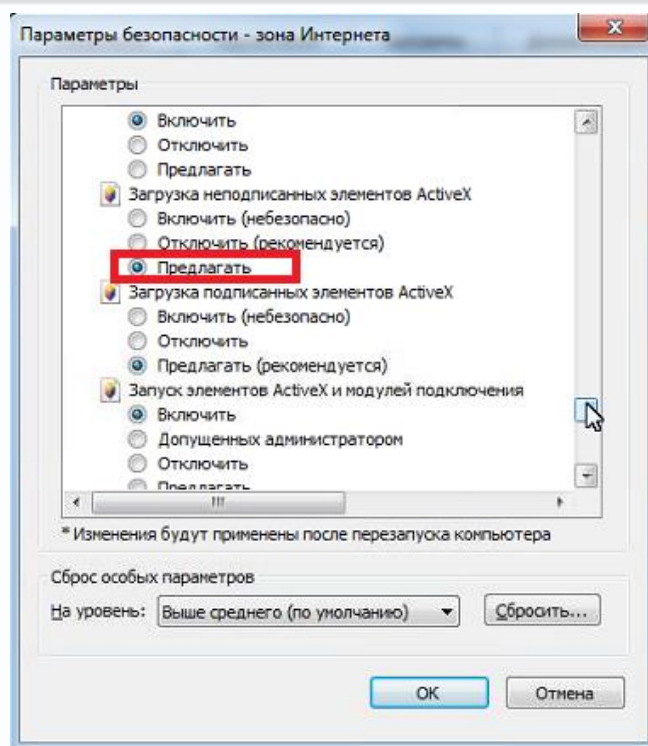 Параметры безопасности - зона Интернета
Параметры
Включить
Отключить
Предлагать
Загрузка неподписанных элементов ActiveX
Включить (небезопасно)
Отключить (рекомендуется)
Предлагать
Загрузка подписанных элементов ActiveX
Включить (небезопасно)
Отключить
Предлагать (рекомендуется)
Запуск элементов ActiveX и модулей подключения
Включить
Допущенных администратором
Отключить
Предлагать
* Изменения будут применены после перезапуска компьютера
Сброс особых параметров
На уровень: Выше среднего (по умолчанию) Сбросить...
ОК Отмена